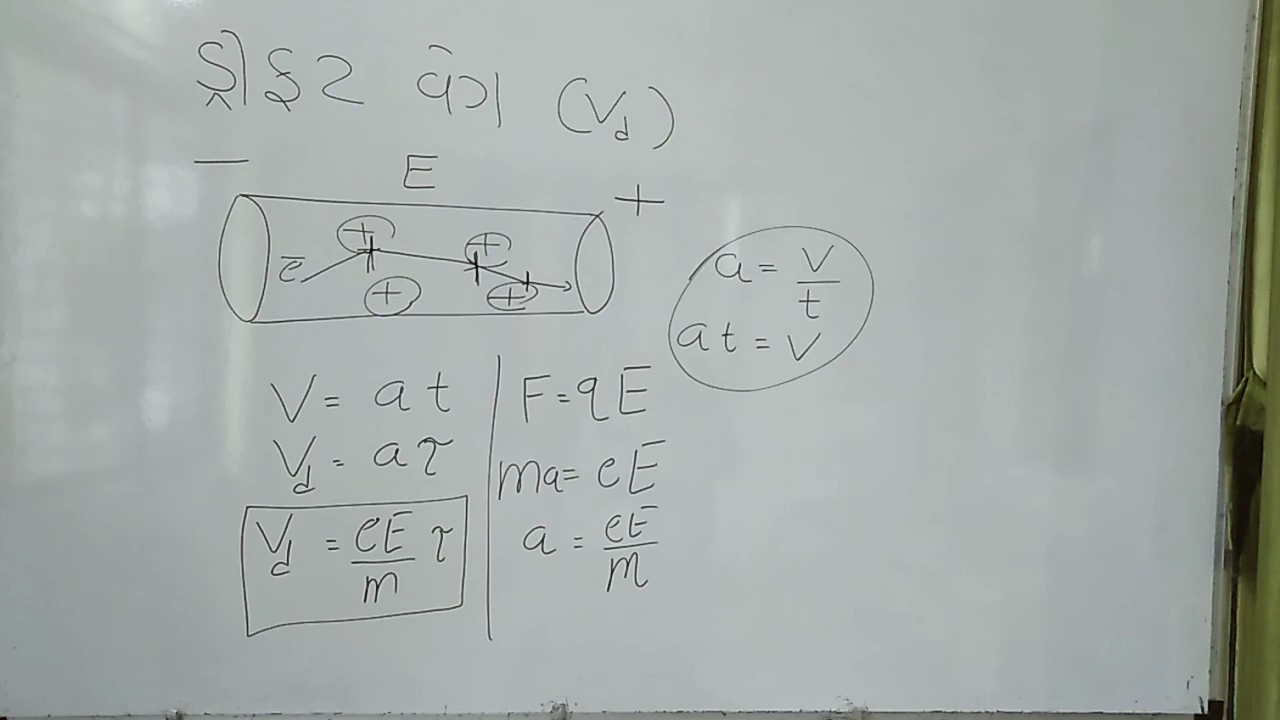 ड्रीफ्ट वेग (Vd)
−
E
+
e̅
+ +
+ +
a = V/t
at = V
V = at
Vd = aτ
Vd = eE/m τ
F = qE
ma = eE
a = eE/m